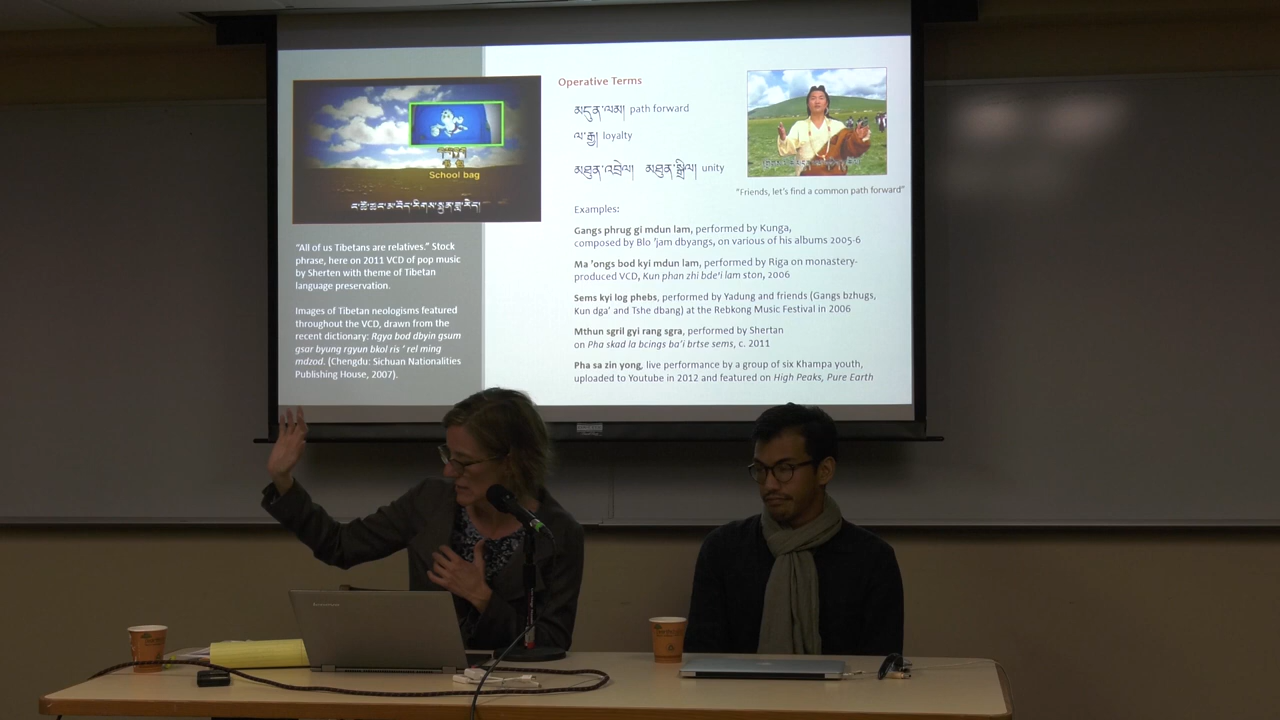 School bag
"All of us Tibetans are relatives." Stock
phrase, here on 2011 VCD of pop music
by Sherten with theme of Tibetan
language preservation.
Images of Tibetan neologisms featured
throughout the VCD, drawn from the
recent dictionary: Rgya bod dbyin gsum
gsar byung rgyun bkol ris ' rel ming
mdzod. (Chengdu: Sichuan Nationalities
Publishing House, 2007).
Operative Terms
མདུན་ལམ། path forward
ལ་རྒྱ། loyalty
མཐུན་འབྲེལ། མཐུན་སྒྲིལ། unity
"Friends, let's find a common path forward"
Examples:
Gangs phrug gi mdun lam, performed by Kunga,
composed by Blo 'jam dbyangs, on various of his albums 2005-6
Ma 'ongs bod kyi mdun lam, performed by Riga on monastery-
produced VCD, Kun phan zhi bde'i lam ston, 2006
Sems kyi log phebs, performed by Yadung and friends (Gangs bzhugs,
Kun dga' and Tshe dbang) at the Rebkong Music Festival in 2006
Mthun sgril gyi rang sgra, performed by Shertan
on Pha skad la bcings ba'i brtse sems, c. 2011
Pha sa zin yong, live performance by a group of six Khampa youth,
uploaded to Youtube in 2012 and featured on High Peaks, Pure Earth